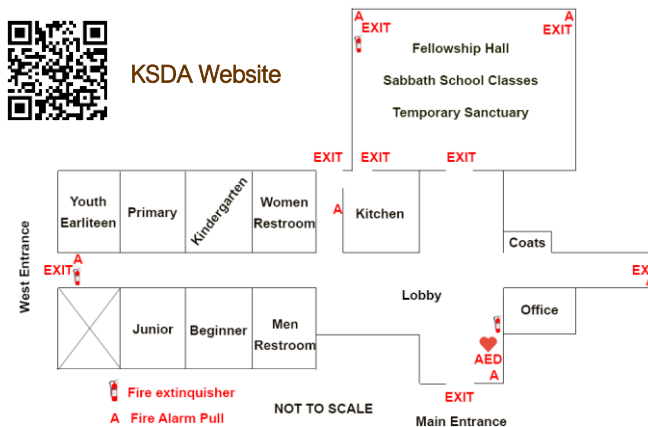 KSDA Website
A
EXIT
A
EXIT
Fellowship Hall
Sabbath School Classes
Temporary Sanctuary
EXIT
EXIT
EXIT
Youth
Earliteen
Primary
Kindergarten
Women
Restroom
A
Kitchen
Coats
West Entrance
A
EXIT
EXIT
A
Lobby
Junior
Beginner
Men
Restroom
Office
AED
A
Fire extinguisher
A Fire Alarm Pull
NOT TO SCALE
EXIT
Main Entrance